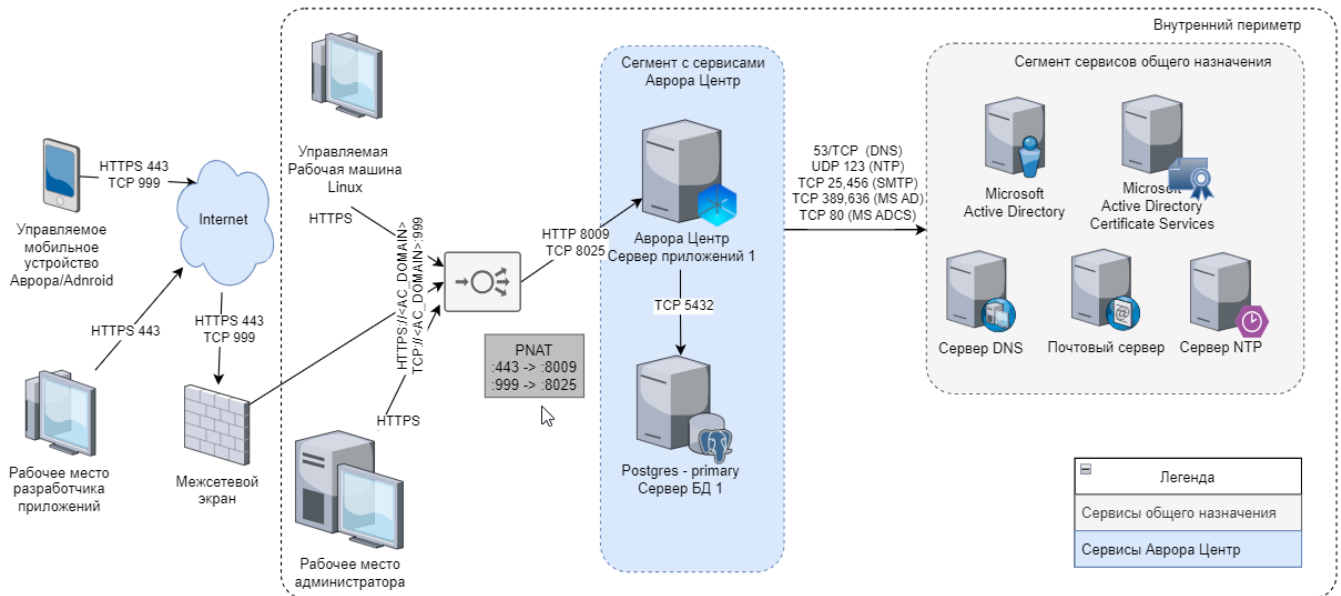 Внутренний периметр
Управляемая
Рабочая машина
Linux
HTTPS
HTTPS 443
TCP 999
Internet
Управляемое
мобильное
устройство
Аврора/Adnroid
HTTPS 443
HTTPS 443
TCP 999
Рабочее место
разработчика
приложений
Межсетевой
экран
HTTPS://<AC_DOMAIN>
TCP://<AC_DOMAIN>:999
HTTPS
Рабочее место
администратора
PNAT
:443 -> :8009
:999 -> :8025
HTTP 8009
TCP 8025
Сегмент с сервисами
Аврора Центр
Аврора Центр
Сервер приложений 1
TCP 5432
Postgres - primary
Сервер БД 1
53/TCP (DNS)
UDP 123 (NTP)
TCP 25,456 (SMTP)
TCP 389,636 (MS AD)
TCP 80 (MS ADCS)
Сегмент сервисов общего назначения
Microsoft
Active Directory
Microsoft
Active Directory
Certificate Services
Сервер DNS
Почтовый сервер
Сервер NTP
Легенда
Сервисы общего назначения
Сервисы Аврора Центр